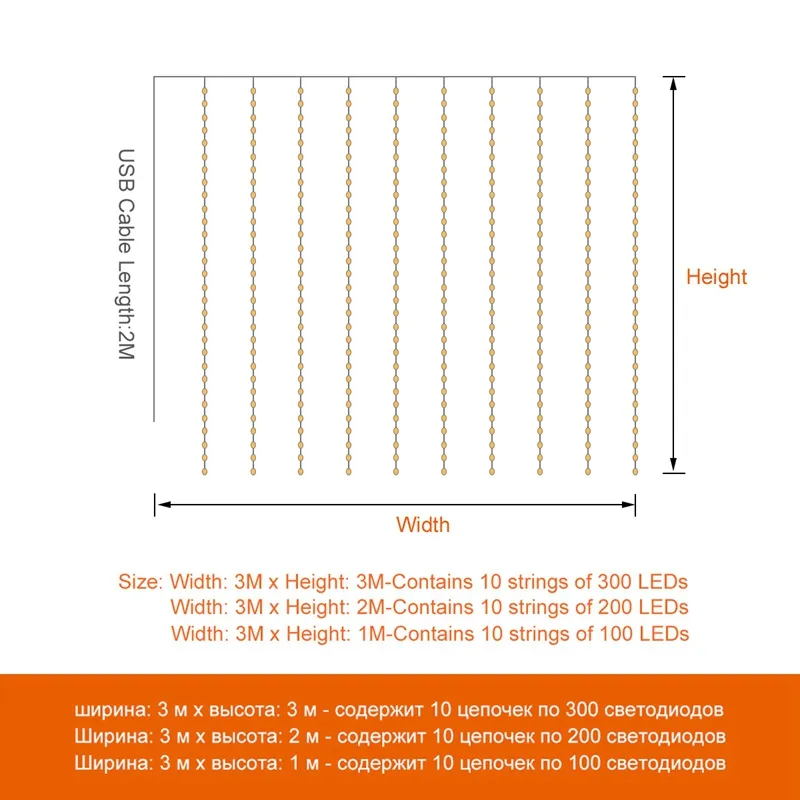 USB Cable Length:2M
Height
Width
Size: Width: 3M x Height: 3M-Contains 10 strings of 300 LEDs
Width: 3M x Height: 2M-Contains 10 strings of 200 LEDs
Width: 3M x Height: 1M-Contains 10 strings of 100 LEDs
ширина: 3 м x высота: 3 м - содержит 10 цепочек по 300 светодиодов
Ширина: 3 м x высота: 2 м - содержит 10 цепочек по 200 светодиодов
Ширина: 3 м x высота: 1 м - содержит 10 цепочек по 100 светодиодов